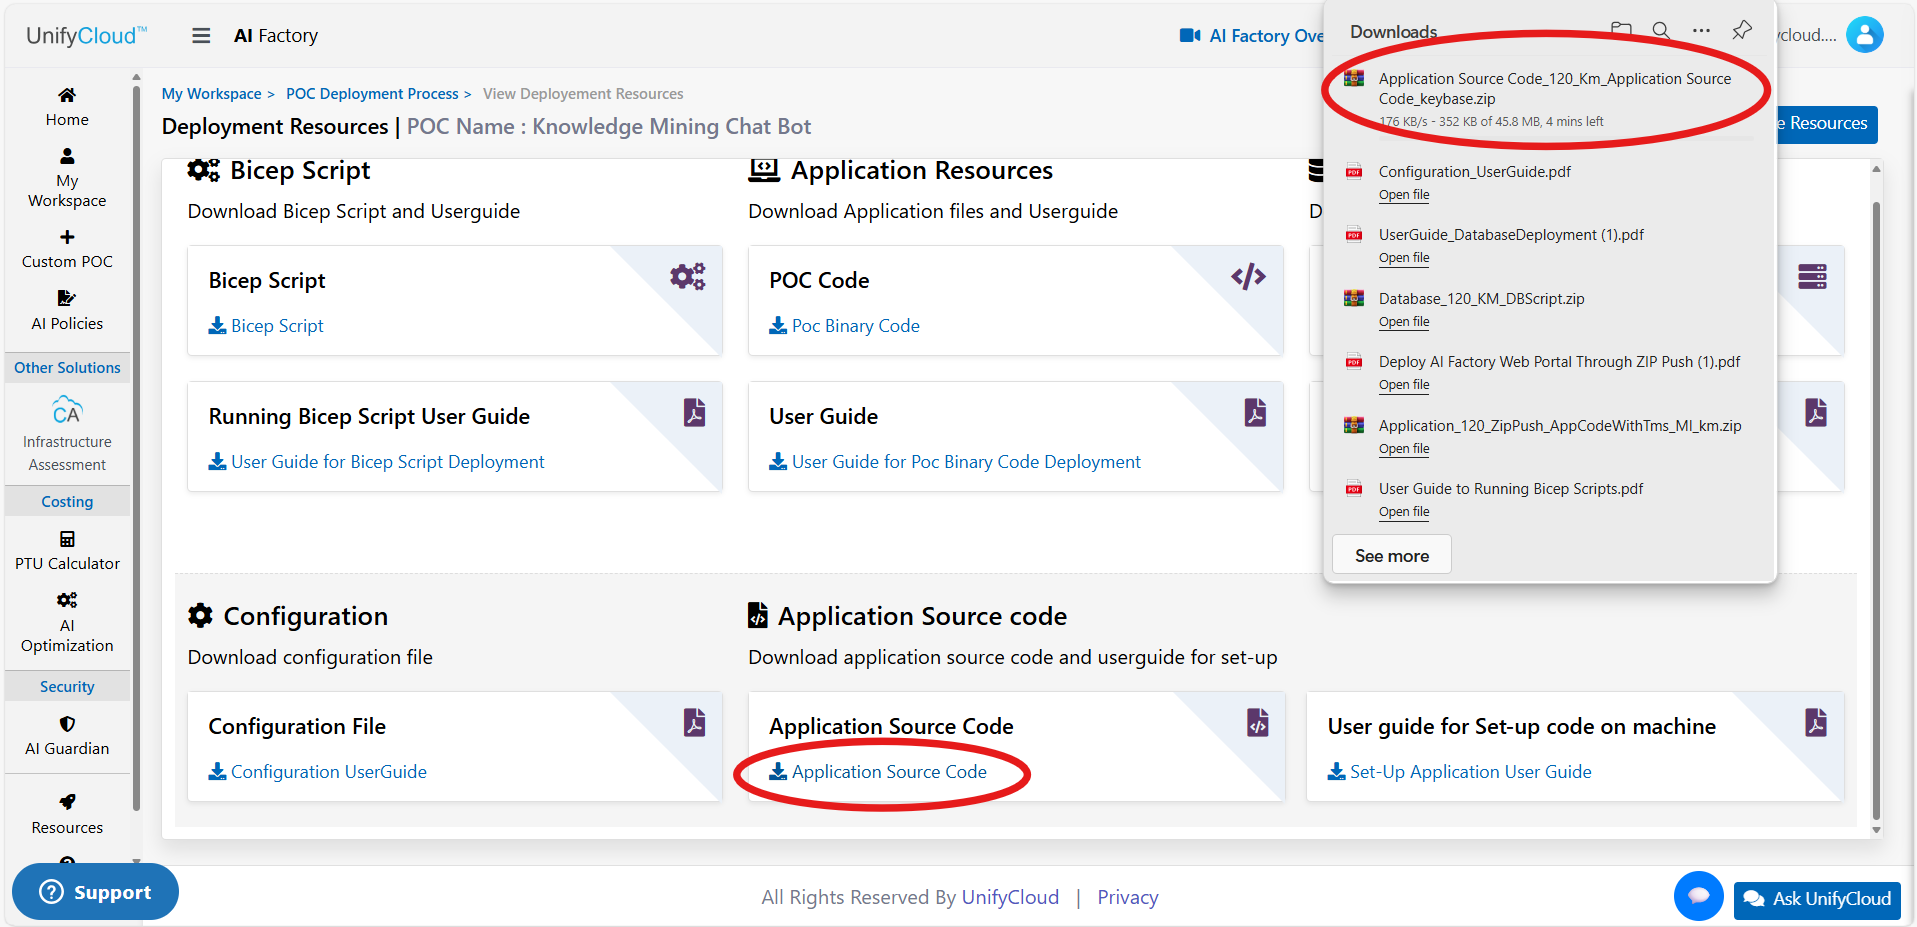 UnifyCloud™
AI Factory
AI Factory Ove
ycloud....
Home
My
Workspace
Custom POC
AI Policies
Other Solutions
CA
Infrastructure
Assessment
Costing
PTU Calculator
AI
Optimization
Security
AI Guardian
Resources
Support
My Workspace > POC Deployment Process > View Deployement Resources
Deployment Resources | POC Name : Knowledge Mining Chat Bot
e Resources
Bicep Script
Download Bicep Script and Userguide
Bicep Script
Bicep Script
Running Bicep Script User Guide
User Guide for Bicep Script Deployment
Application Resources
Download Application files and Userguide
POC Code
Poc Binary Code
User Guide
User Guide for Poc Binary Code Deployment
D
Configuration
Download configuration file
Configuration File
Configuration UserGuide
Application Source code
Download application source code and userguide for set-up
Application Source Code
Application Source Code
User guide for Set-up code on machine
Set-Up Application User Guide
Downloads
Application Source Code_120_Km_Application Source
Code_keybase.zip
176 KB/s - 352 KB of 45.8 MB, 4 mins left
PDF
Configuration_UserGuide.pdf
Open file
PDF
UserGuide_DatabaseDeployment (1).pdf
Open file
Database_120_KM_DBScript.zip
Open file
PDF
Deploy AI Factory Web Portal Through ZIP Push (1).pdf
Open file
Application_120_ZipPush_AppCodeWithTms_MI_km.zip
Open file
PDF
User Guide to Running Bicep Scripts.pdf
Open file
See more
All Rights Reserved By UnifyCloud | Privacy
Ask UnifyCloud